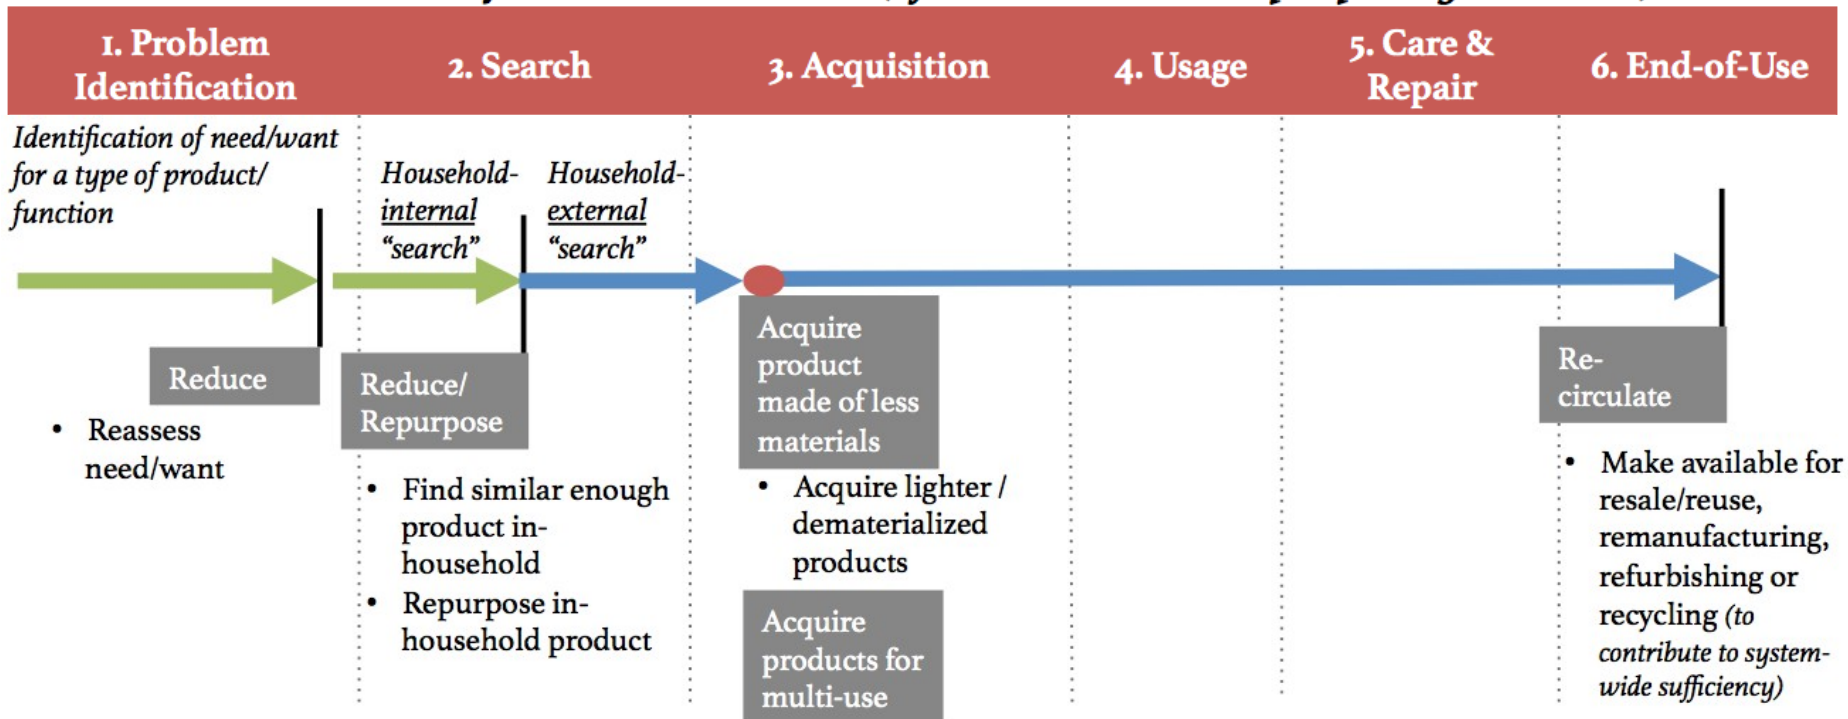 1. Problem
Identification
2. Search
3. Acquisition
4. Usage
5. Care &
Repair
6. End-of-Use
Identification of need/want
for a type of product/
function
Household-
internal
“search”
Household-
external
“search”
Reduce
• Reassess
need/want
Reduce/
Repurpose
• Find similar enough
product in-
household
• Repurpose in-
household product
Acquire
product
made of less
materials
• Acquire lighter /
dematerialized
products
Acquire
products for
multi-use
Re-
circulate
• Make available for
resale/reuse,
remanufacturing,
refurbishing or
recycling (to
contribute to system-
wide sufficiency)